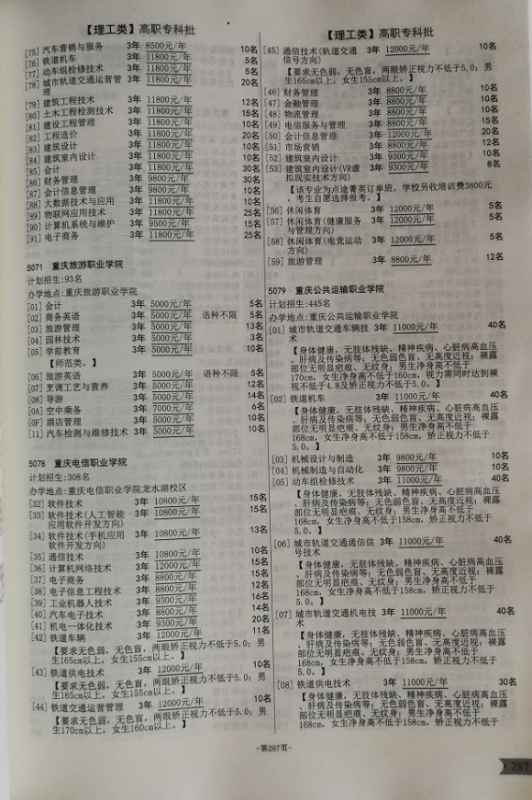 【理工类】高职专科批
[75] 汽车营销与服务 3年 8500元/年 10名
[76] 铁道机车 3年 11800元/年 5名
[77] 动车组检修技术 3年 11800元/年 5名
[78] 城市轨道交通运营管理 3年 11800元/年 20名
[79] 建筑工程技术 3年 11800元/年 12名
[80] 土木工程检测技术 3年 11800元/年 15名
[81] 建设工程管理 3年 11800元/年 10名
[82] 工程造价 3年 11800元/年 20名
[83] 建筑设计 3年 11800元/年 10名
[84] 建筑室内设计 3年 11800元/年 10名
[85] 会计 3年 11800元/年 30名
[86] 财务管理 3年 9800元/年 30名
[87] 会计信息管理 3年 9800元/年 10名
[88] 大数据技术与应用 3年 11800元/年 10名
[89] 物联网应用技术 3年 11800元/年 25名
[90] 计算机系统与维护 3年 9500元/年 15名
[91] 电子商务 3年 11800元/年 25名
5071 重庆旅游职业学院
计划招生:93名
办学地点:重庆旅游职业学院
[01] 会计 3年 5000元/年 5名
[02] 商务英语 3年 5000元/年 语种不限 5名
[03] 旅游管理 3年 5000元/年 13名
[04] 园林技术 3年 5000元/年 3名
[05] 学前教育 3年 5000元/年 10名
【师范类。】
[06] 旅游英语 3年 5000元/年 语种不限 5名
[07] 烹调工艺与营养 3年 5000元/年 12名
[08] 导游 3年 5000元/年 14名
[0A] 空中乘务 3年 7000元/年 6名
[0P] 酒店管理 3年 5000元/年 10名
[11] 汽车检测与维修技术 3年 5000元/年 10名
5078 重庆电信职业学院
计划招生:308名
办学地点:重庆电信职业学院龙水湖校区
[32] 软件技术 3年 10800元/年 15名
[33] 软件技术(人工智能应用软件开发方向) 3年 10800元/年 15名
[34] 软件技术(手机应用软件开发方向) 3年 10800元/年 13名
[35] 通信技术 3年 10800元/年 10名
[36] 计算机网络技术 3年 12000元/年 15名
[37] 电子商务 3年 8800元/年 15名
[38] 电子信息工程技术 3年 8800元/年 12名
[39] 工业机器人技术 3年 9300元/年 16名
[40] 汽车电子技术 3年 8800元/年 14名
[41] 机电一体化技术 3年 9300元/年 20名
[42] 铁道车辆 3年 12000元/年 11名
【要求无色弱，无色盲，两眼矫正视力不低于5.0；男生165cm以上，女生155cm以上。】
[43] 铁道供电技术 3年 12000元/年 10名
【要求无色弱，无色盲，两眼矫正视力不低于5.0；男生165cm以上，女生155cm以上。】
[44] 铁道交通运营管理 3年 12000元/年 10名
【要求无色弱，无色盲，两眼矫正视力不低于5.0；男生170cm以上，女生160cm以上。】
【理工类】高职专科批
[45] 通信技术(轨道交通信号方向) 3年 12000元/年 10名
【要求无色弱，无色盲，两眼矫正视力不低于5.0；男生165cm以上，女生155cm以上。】
[46] 财务管理 3年 8800元/年 10名
[47] 金融管理 3年 8800元/年 10名
[48] 物流管理 3年 8800元/年 10名
[49] 电信服务与管理 3年 8800元/年 15名
[50] 会计信息管理 3年 12000元/年 20名
[51] 市场营销 3年 8800元/年 12名
[52] 建筑室内设计 3年 9300元/年 10名
[53] 建筑室内设计(VR虚拟现实技术方向) 3年 9300元/年 8名
【该专业为点途菁英订单班。学校另收培训费3800元，考生自愿选择报考。】
[56] 休闲体育 3年 12000元/年 5名
[57] 休闲体育(健康服务与管理方向) 3年 12000元/年 5名
[58] 休闲体育(电竞运动方向) 3年 12000元/年 5名
[59] 旅游管理 3年 8800元/年 12名
5079 重庆公共运输职业学院
计划招生:445名
办学地点:重庆公共运输职业学院
[01] 城市轨道交通车辆技术 3年 11000元/年 40名
【身体健康，无肢体残缺、精神疾病、心脏病高血压、肝病及传染病等；无色弱色盲、无高度近视；裸露部位无明显疤痕、无纹身；男生净身高不低于170cm，女生净身高不低于160cm，视力需同时达到裸视不低于4.8及矫正视力不低于5.0。】
[02] 铁道机车 3年 11000元/年 40名
【身体健康，无肢体残缺、精神疾病、心脏病高血压、肝病及传染病等；无色弱色盲、无高度近视；裸露部位无明显疤痕、无纹身；男生净身高不低于168cm，女生净身高不低于158cm，矫正视力不低于5.0。】
[03] 机械设计与制造 3年 9800元/年 10名
[04] 机械制造与自动化 3年 9800元/年 10名
[05] 动车组检修技术 3年 11000元/年 40名
【身体健康，无肢体残缺、精神疾病、心脏病高血压、肝病及传染病等；无色弱色盲、无高度近视；裸露部位无明显疤痕、无纹身；男生净身高不低于168cm，女生净身高不低于158cm，矫正视力不低于5.0。】
[06] 城市轨道交通通信信号技术 3年 11000元/年 40名
【身体健康，无肢体残缺、精神疾病、心脏病高血压、肝病及传染病等；无色弱色盲、无高度近视；裸露部位无明显疤痕、无纹身；男生净身高不低于168cm，女生净身高不低于158cm，矫正视力不低于5.0。】
[07] 城市轨道交通机电技术 3年 11000元/年 40名
【身体健康，无肢体残缺、精神疾病、心脏病高血压、肝病及传染病等；无色弱色盲、无高度近视；裸露部位无明显疤痕、无纹身；男生净身高不低于168cm，女生净身高不低于158cm，矫正视力不低于5.0。】
[08] 铁道供电技术 3年 11000元/年 30名
【身体健康，无肢体残缺、精神疾病、心脏病高血压、肝病及传染病等；无色弱色盲、无高度近视；裸露部位无明显疤痕、无纹身；男生净身高不低于168cm，女生净身高不低于158cm，矫正视力不低于
-第287页-
287